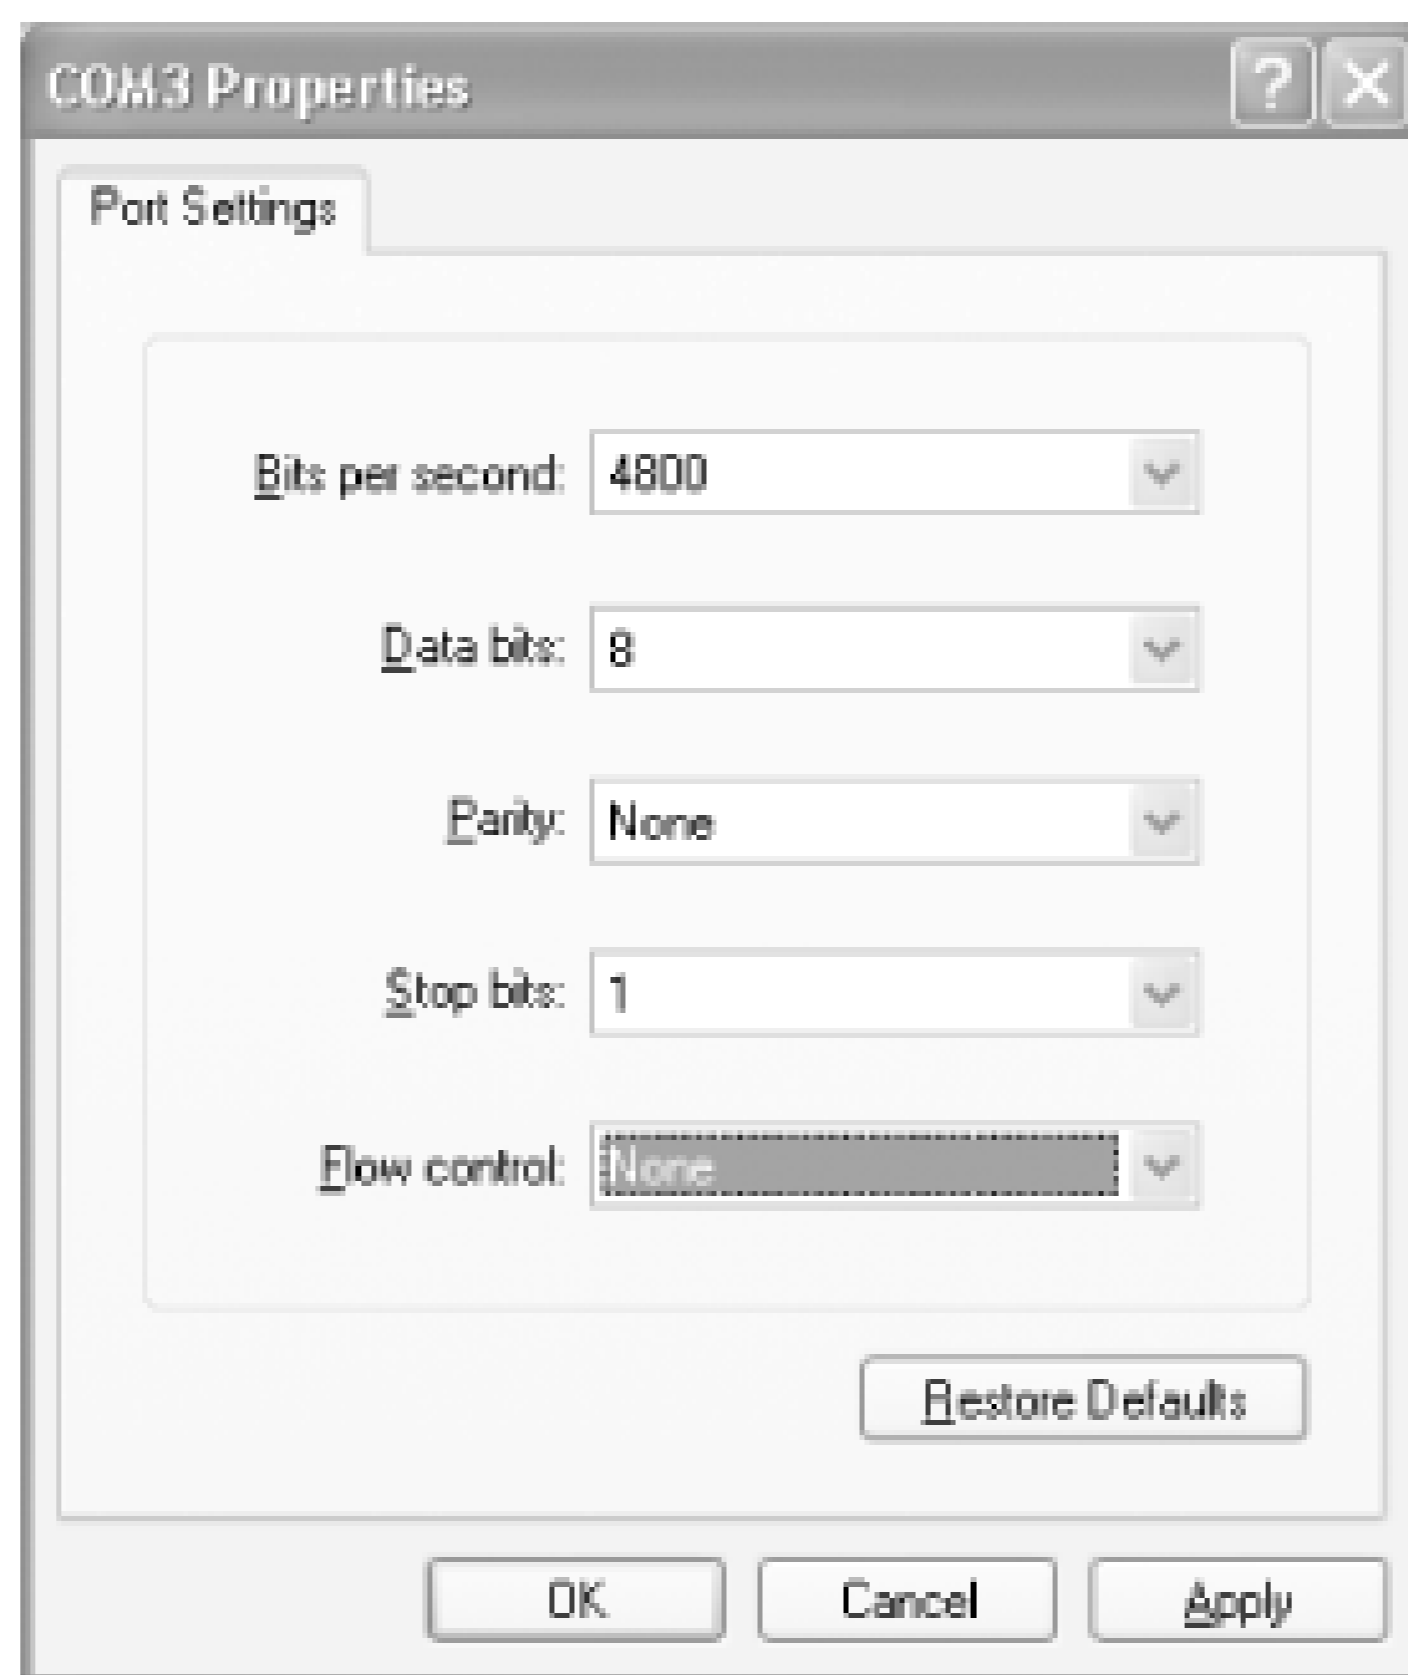 COM3 Properties
Port Settings
Bits per second: 4800
Data bits: 8
Parity: None
Stop bits: 1
Flow control: None
Restore Defaults
OK Cancel Apply